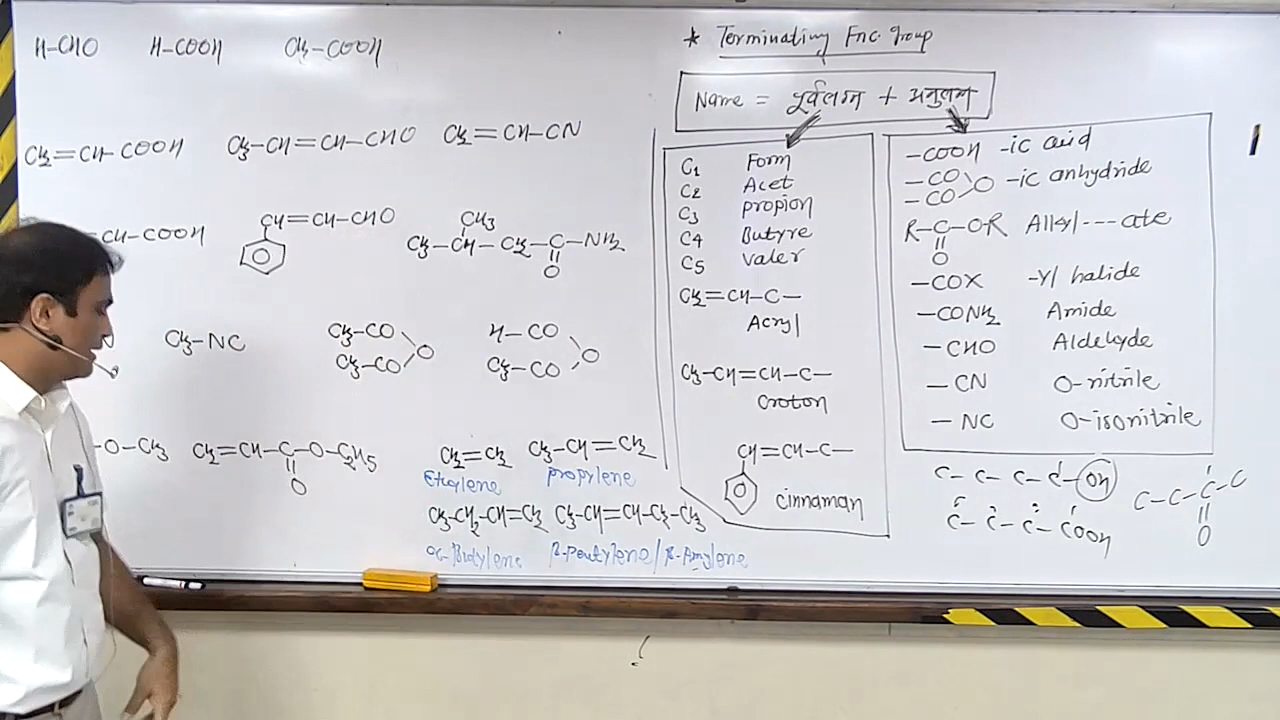 H-CHO H-COOH CH3-COOH
CH2=CH-COOH CH3-CH=CH-CHO CH2=CH-CN
=CH-COOH CH=CH-CHO CH3-CH-CH2-C-NH2
CH3
O
CH3-NC CH3-CO CH3-CO O H-CO CH3-CO O
-O-CH3 CH2=CH-C-O-C2H5
O
CH2=CH2 CH3-CH=CH2
Ethylene propylene
CH3-CH2-CH=CH2 CH3-CH=CH-CH2-CH3
α-Butylene β-pentylene/β-Amylene
* Terminating Fnc. group
Name = पूर्वलग्न + अनुलग्न
C1 Form
C2 Acet
C3 propion
C4 Butyre
C5 Valer
CH2=CH-C-
Acryl
CH3-CH=CH-C-
Croton
CH=CH-C-
Cinnaman
-COOH -ic acid
-CO -CO O -ic anhydride
R-C-OR Alkyl---ate
O
-COX -yl halide
-CONH2 Amide
-CHO Aldehyde
-CN O-nitrile
-NC O-isonitrile
C-C-C-C-OH
C-C-C-COOH
C-C-C-C
O